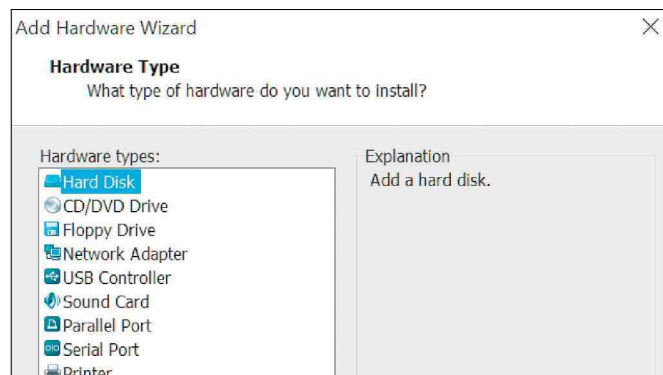 Add Hardware Wizard
Hardware Type
What type of hardware do you want to install?
Hardware types:
Hard Disk
CD/DVD Drive
Floppy Drive
Network Adapter
USB Controller
Sound Card
Parallel Port
Serial Port
Printer
Explanation
Add a hard disk.